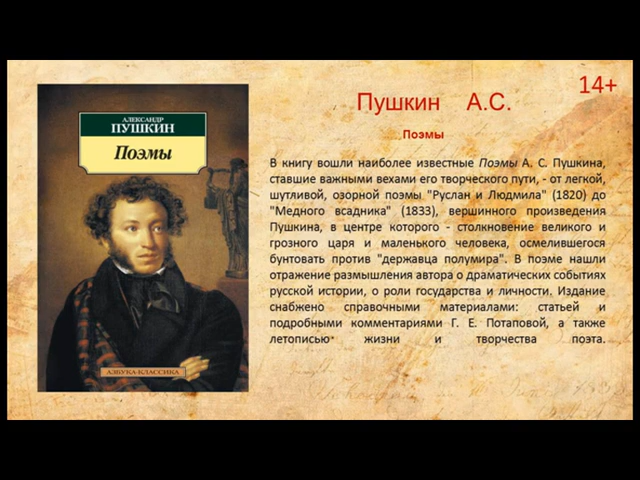 АЛЕКСАНДР
ПУШКИН
Поэмы
АЗБУКА-КЛАССИКА
14+
Пушкин А.С.
Поэмы
В книгу вошли наиболее известные Поэмы А. С. Пушкина,
ставшие важными вехами его творческого пути, - от легкой,
шутливой, озорной поэмы "Руслан и Людмила" (1820) до
"Медного всадника" (1833), вершинного произведения
Пушкина, в центре которого - столкновение великого и
грозного царя и маленького человека, осмелившегося
бунтовать против "державца полумира". В поэме нашли
отражение размышления автора о драматических событиях
русской истории, о роли государства и личности. Издание
снабжено справочными материалами: статьей и
подробными комментариями Г. Е. Потаповой, а также
летописью жизни и творчества поэта.